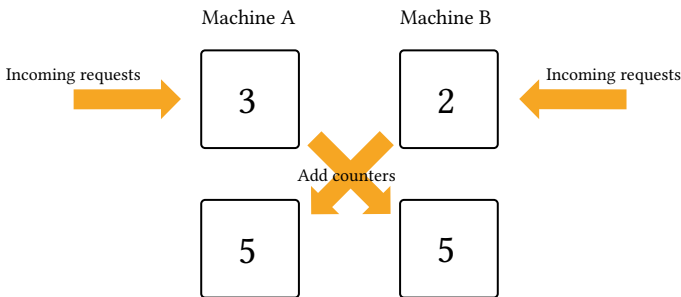 Machine A
Machine B
Incoming requests
Incoming requests
3
2
Add counters
5
5